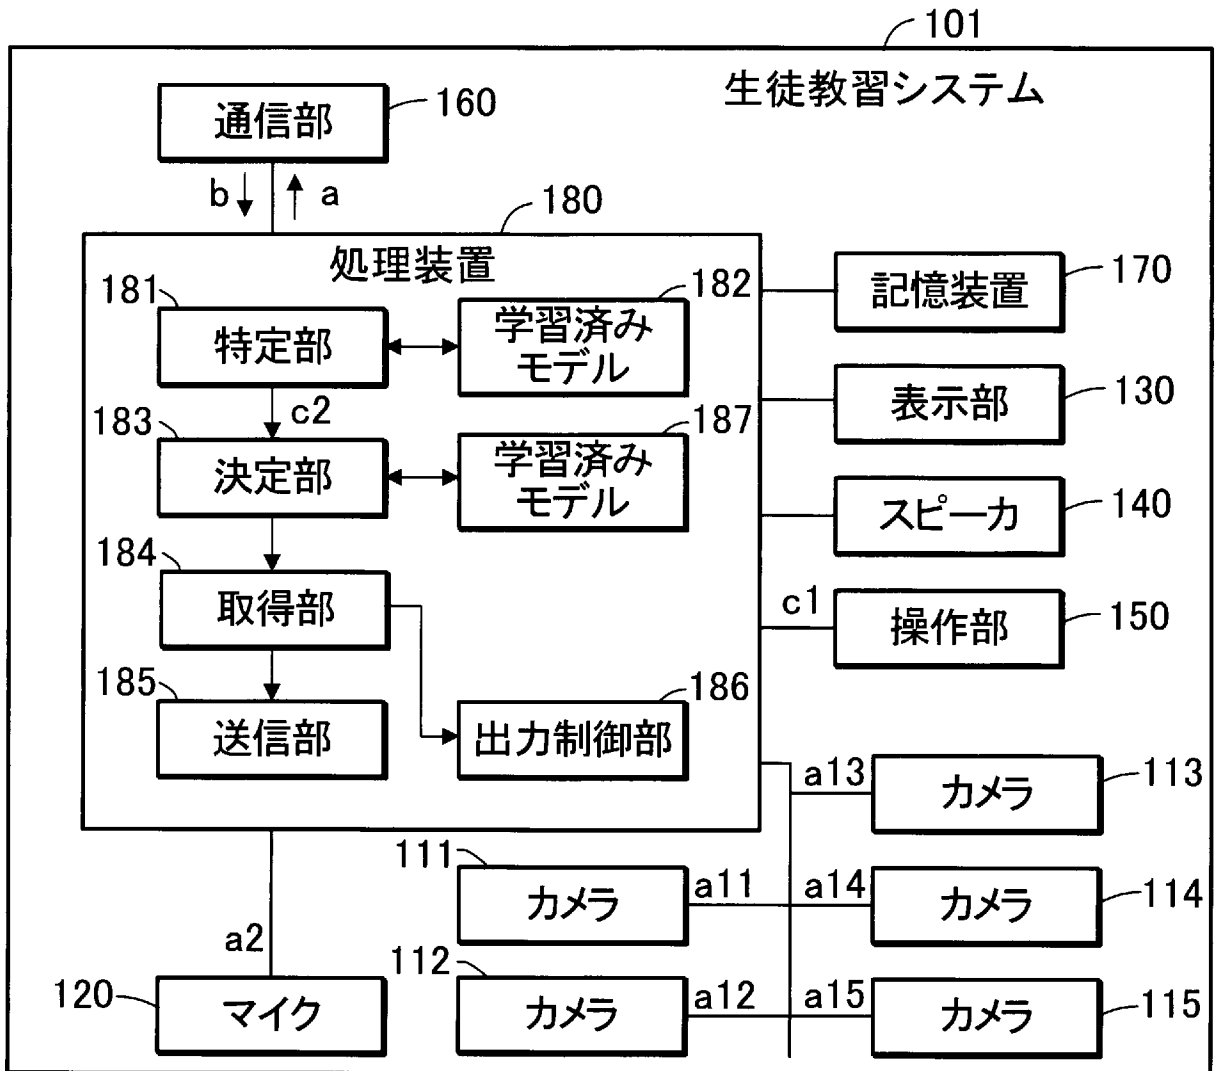 101
生徒教習システム
通信部
160
b
a
180
処理装置
181
特定部
182
学習済み
モデル
170
記憶装置
c2
130
表示部
183
決定部
187
学習済み
モデル
140
スピーカ
184
取得部
c1
150
操作部
185
送信部
186
出力制御部
a13
カメラ
113
111
カメラ
a11
a14
カメラ
114
a2
120
マイク
112
カメラ
a12
a15
カメラ
115